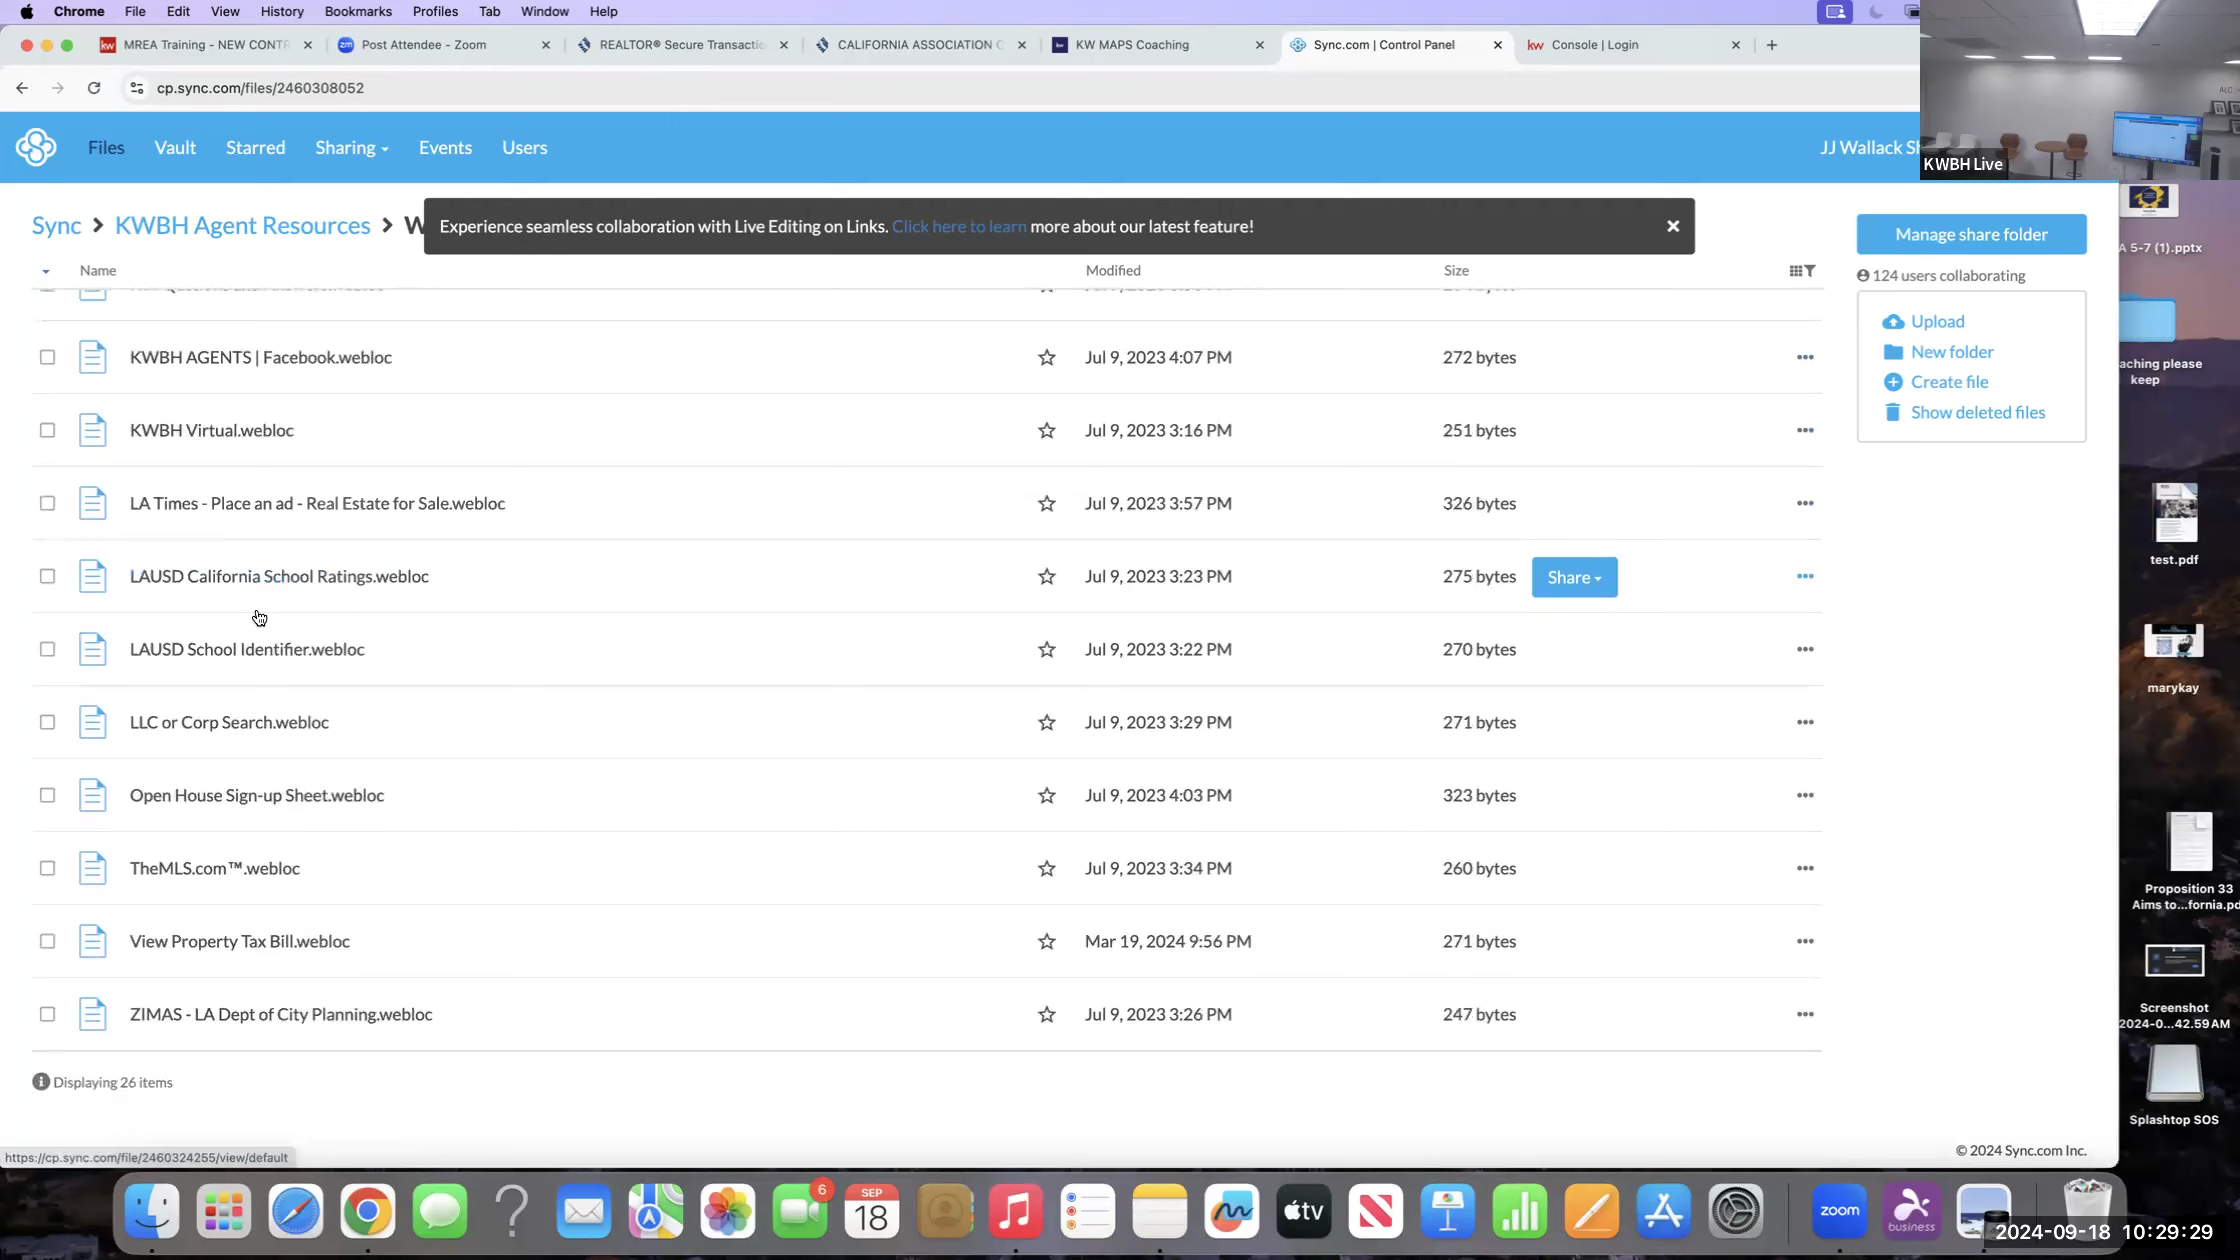 Chrome File Edit View History Bookmarks Profiles Tab Window Help
MREA Training - NEW CONTR
Post Attendee - Zoom
REALTOR® Secure Transactic
CALIFORNIA ASSOCIATION O
KW MAPS Coaching
Sync.com | Control Panel
kw Console | Login
cp.sync.com/files/2460308052
KWBH Live
Files Vault Starred Sharing Events Users
JJ Wallack Sh
Sync > KWBH Agent Resources > W
Experience seamless collaboration with Live Editing on Links. Click here to learn more about our latest feature!
Manage share folder
124 users collaborating
Upload
New folder
Create file
Show deleted files
Name Modified Size
KWBH AGENTS | Facebook.webloc Jul 9, 2023 4:07 PM 272 bytes
KWBH Virtual.webloc Jul 9, 2023 3:16 PM 251 bytes
LA Times - Place an ad - Real Estate for Sale.webloc Jul 9, 2023 3:57 PM 326 bytes
LAUSD California School Ratings.webloc Jul 9, 2023 3:23 PM 275 bytes Share
LAUSD School Identifier.webloc Jul 9, 2023 3:22 PM 270 bytes
LLC or Corp Search.webloc Jul 9, 2023 3:29 PM 271 bytes
Open House Sign-up Sheet.webloc Jul 9, 2023 4:03 PM 323 bytes
TheMLS.com™.webloc Jul 9, 2023 3:34 PM 260 bytes
View Property Tax Bill.webloc Mar 19, 2024 9:56 PM 271 bytes
ZIMAS - LA Dept of City Planning.webloc Jul 9, 2023 3:26 PM 247 bytes
Displaying 26 items
© 2024 Sync.com Inc.
https://cp.sync.com/file/2460324255/view/default
A 5-7 (1).pptx
aching please
keep
test.pdf
marykay
Proposition 33
Aims to...fornia.pd
Screenshot
2024-0...42.59 AM
Splashtop SOS
6
SEP
18
tv
zoom
business
2024-09-18 10:29:29